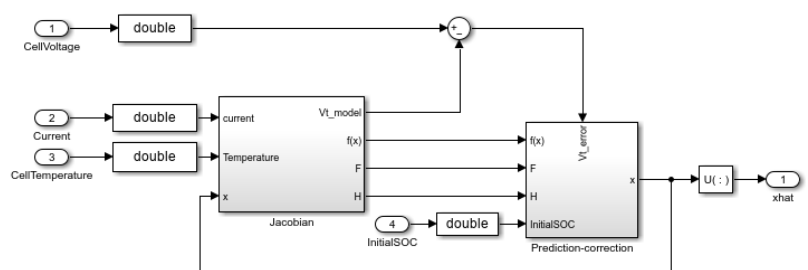 1
double
CellVoltage
+
−
2
double
Current
3
double
CellTemperature
current
Temperature
x
Vt_model
f(x)
F
H
Jacobian
4
double
InitialSOC
Vt_error
f(x)
F
H
InitialSOC
x
Prediction-correction
U( : )
1
xhat